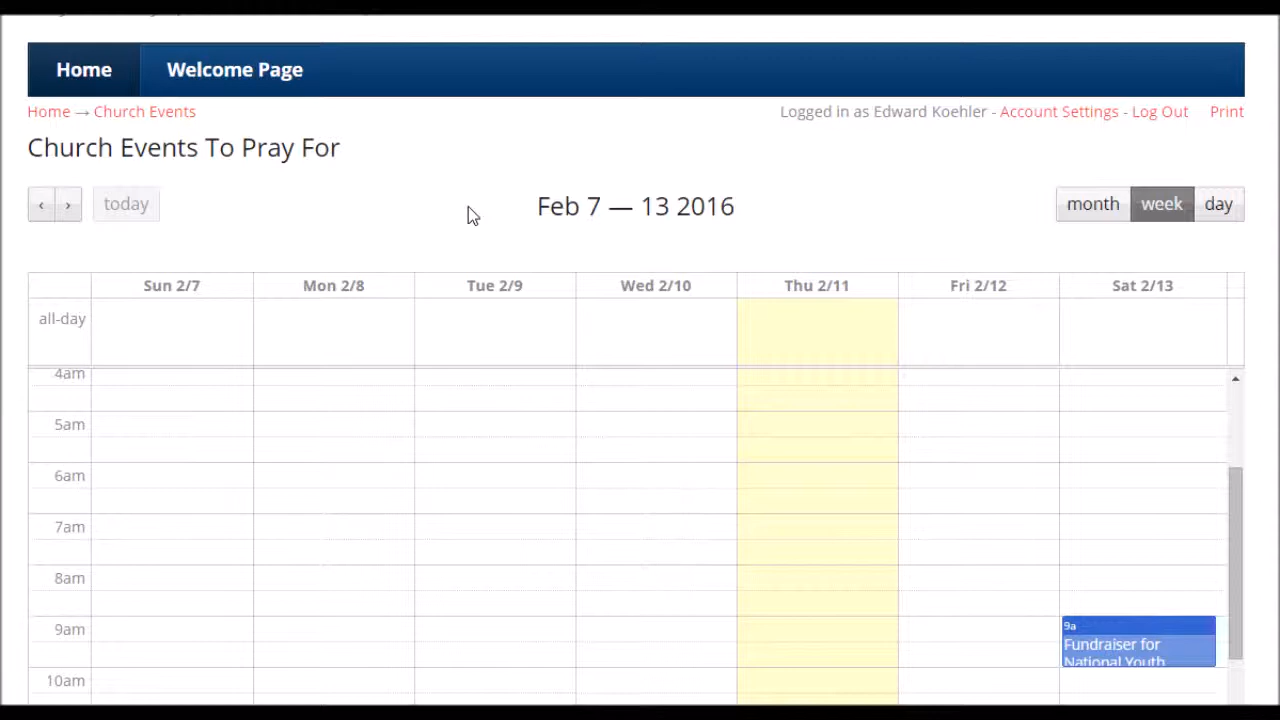 Home Welcome Page
Home → Church Events Logged in as Edward Koehler - Account Settings - Log Out Print
Church Events To Pray For
‹ › today Feb 7 — 13 2016 month week day
Sun 2/7 Mon 2/8 Tue 2/9 Wed 2/10 Thu 2/11 Fri 2/12 Sat 2/13
all-day
4am
5am
6am
7am
8am
9am 9a
Fundraiser for
National Youth
10am